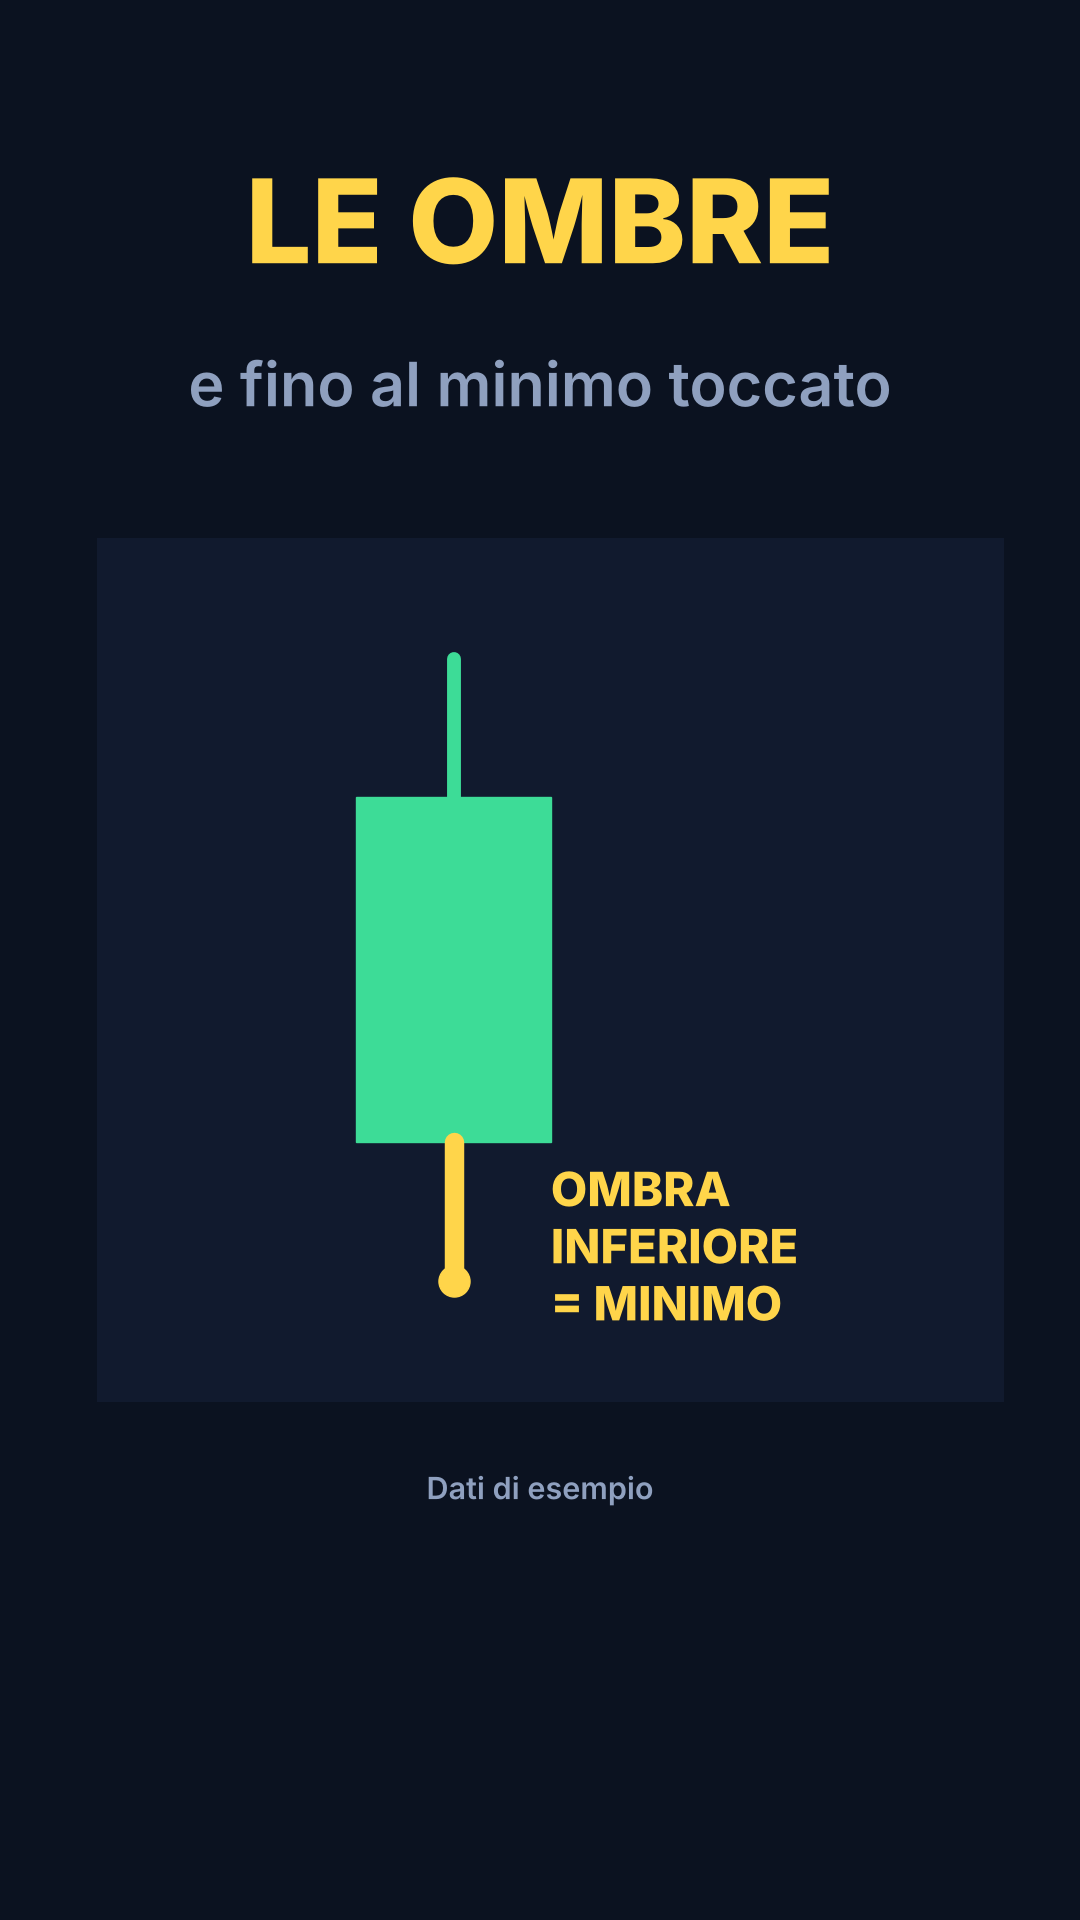 LE OMBRE
e fino al minimo toccato
OMBRA
INFERIORE
= MINIMO
Dati di esempio